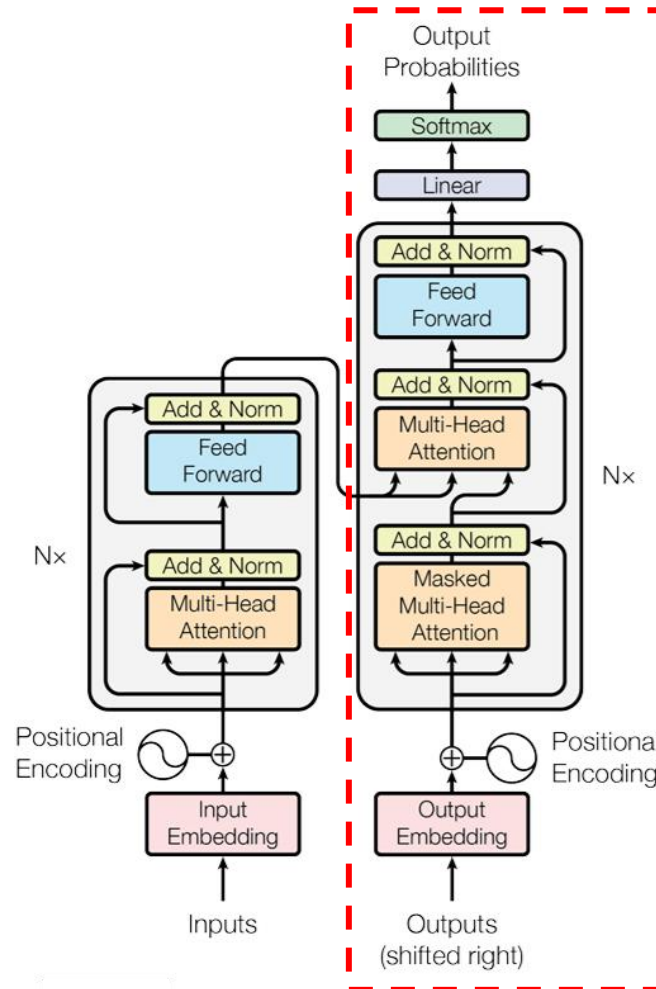 Output
Probabilities
Softmax
Linear
Add & Norm
Feed
Forward
Add & Norm
Multi-Head
Attention
Nx
Add & Norm
Masked
Multi-Head
Attention
Positiona
Encoding
Output
Embedding
Outputs
(shifted right)
Add & Norm
Feed
Forward
Nx
Add & Norm
Multi-Head
Attention
Positional
Encoding
Input
Embedding
Inputs